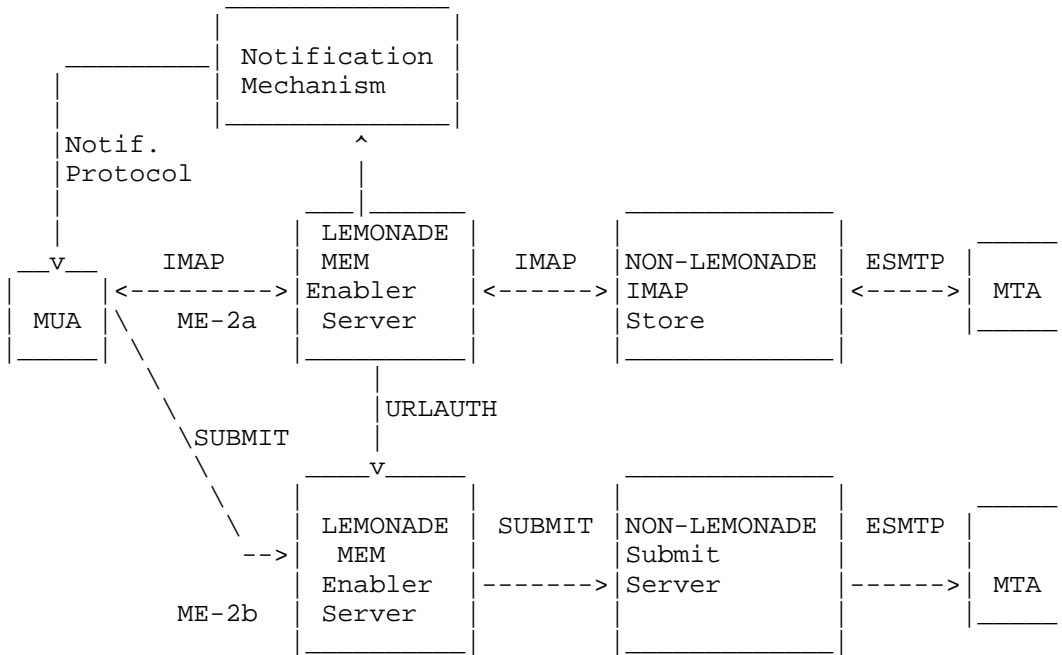 Notification
Mechanism
Notif.
Protocol
LEMONADE
IMAP MEM IMAP NON-LEMONADE ESMTP
Enabler IMAP MTA
MUA ME-2a Server Store
URLAUTH
SUBMIT
LEMONADE SUBMIT NON-LEMONADE ESMTP
MEM Submit
Enabler Server MTA
ME-2b Server